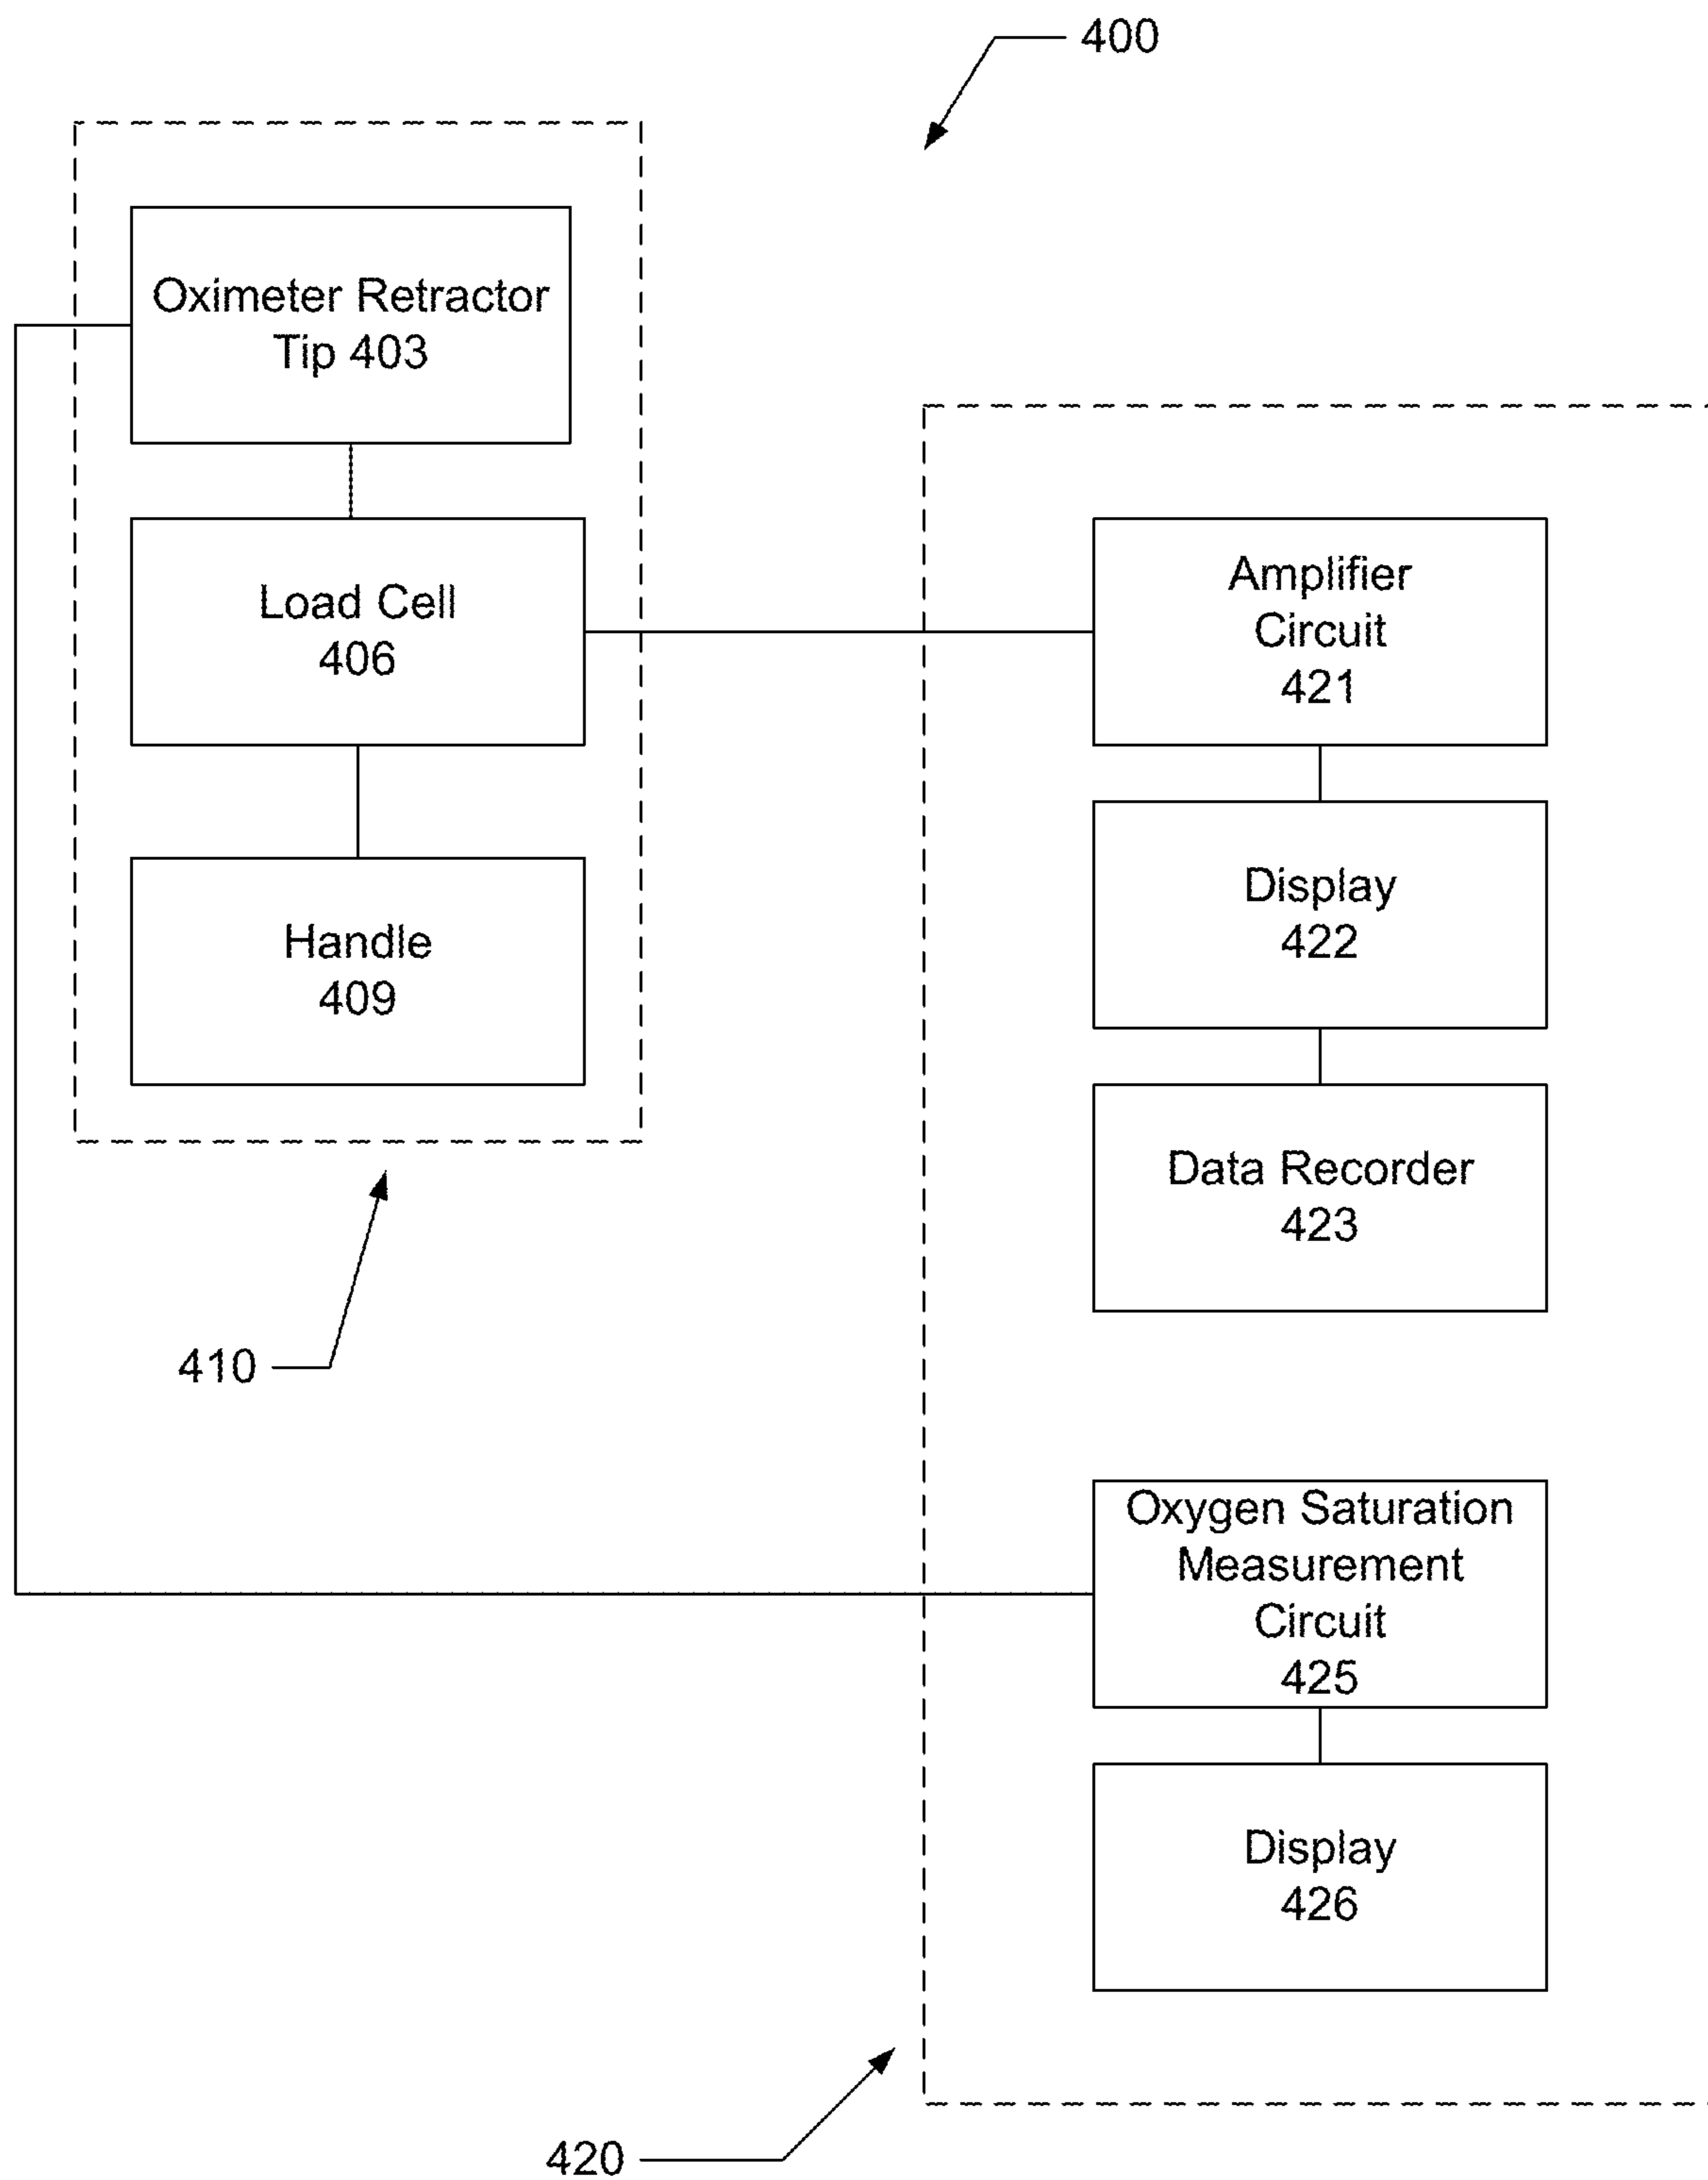 400
Oximeter Retractor
Tip 403
Load Cell
406
Handle
409
410
Amplifier
Circuit
421
Display
422
Data Recorder
423
Oxygen Saturation
Measurement
Circuit
425
Display
426
420